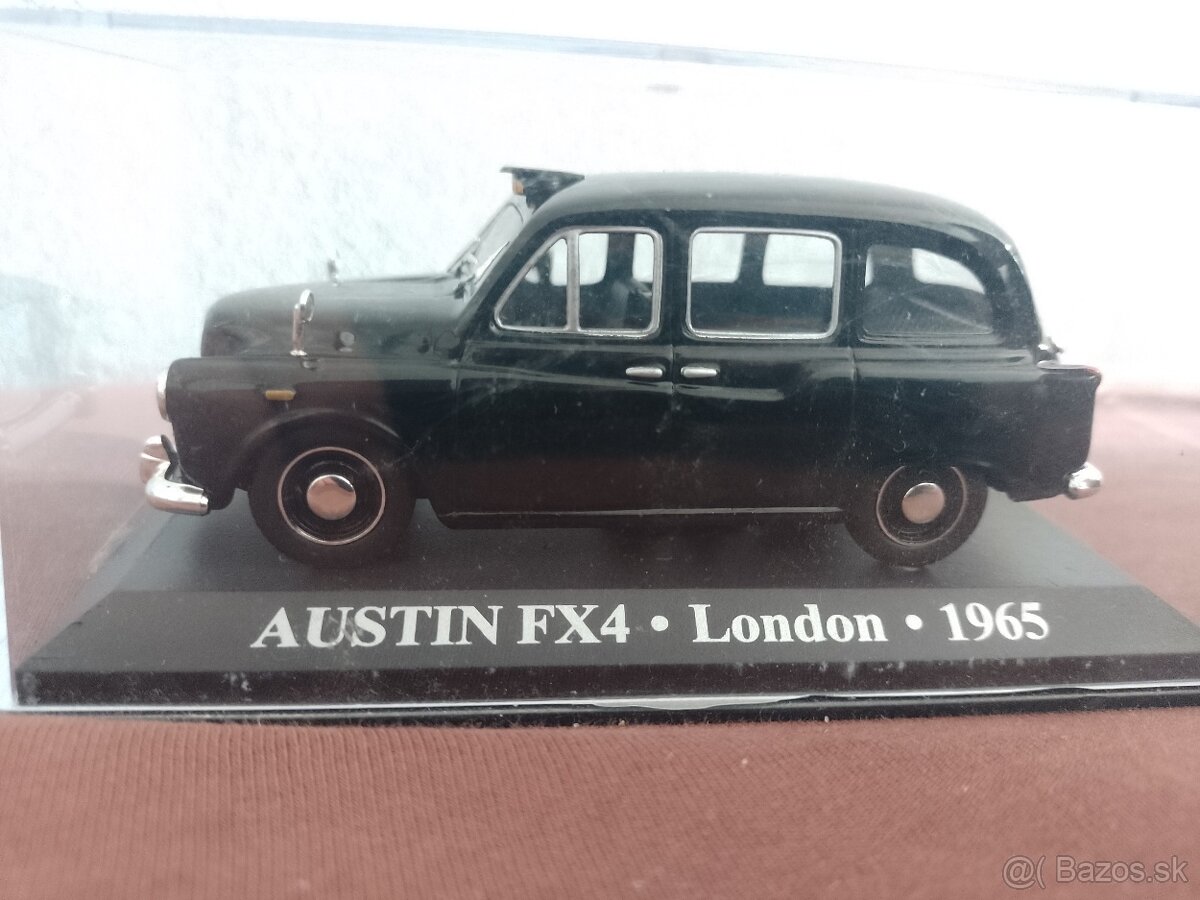 AUSTIN FX4 • London • 1965
@( Bazos.sk